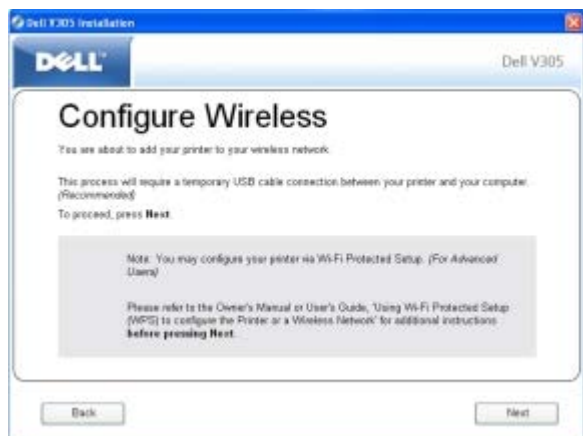 Dell V305 Installation
DELL
Dell V305
Configure Wireless
You are about to add your printer to your wireless network.
This process will require a temporary USB cable connection between your printer and your computer.
(Recommended)
To proceed, press Next.
Note: You may configure your printer via Wi-Fi Protected Setup. (For Advanced
Users)
Please refer to the Owner's Manual or User's Guide, 'Using Wi-Fi Protected Setup
(WPS) to configure the Printer or a Wireless Network' for additional instructions
before pressing Next.
Back
Next